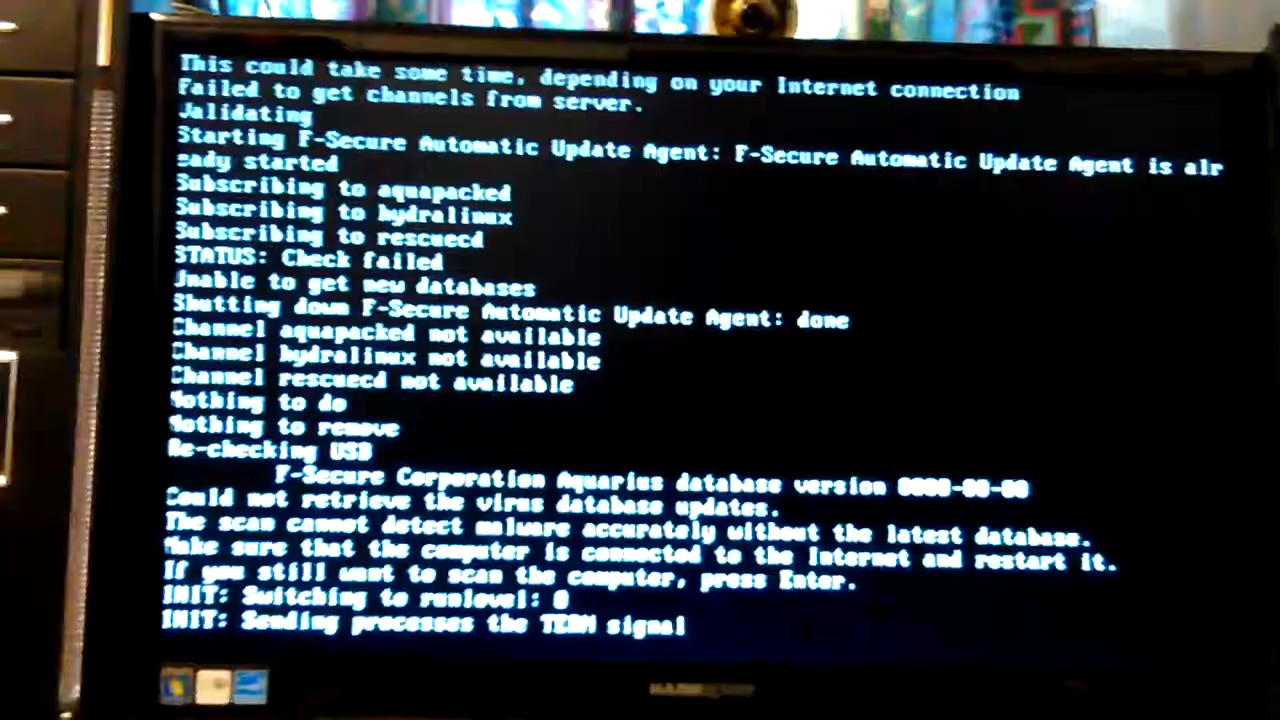 This could take some time, depending on your Internet connection
Failed to get channels from server.
Validating
Starting F-Secure Automatic Update Agent: F-Secure Automatic Update Agent is alr
eady started
Subscribing to aquapacked
Subscribing to hydralinux
Subscribing to rescuecd
STATUS: Check failed
Unable to get new databases
Shutting down F-Secure Automatic Update Agent: done
Channel aquapacked not available
Channel hydralinux not available
Channel rescuecd not available
Nothing to do
Nothing to remove
Re-checking USB
F-Secure Corporation Aquarius database version 0000-00-00
Could not retrieve the virus database updates.
The scan cannot detect malware accurately without the latest database.
Make sure that the computer is connected to the Internet and restart it.
If you still want to scan the computer, press Enter.
INIT: Switching to runlevel: 0
INIT: Sending processes the TERM signal